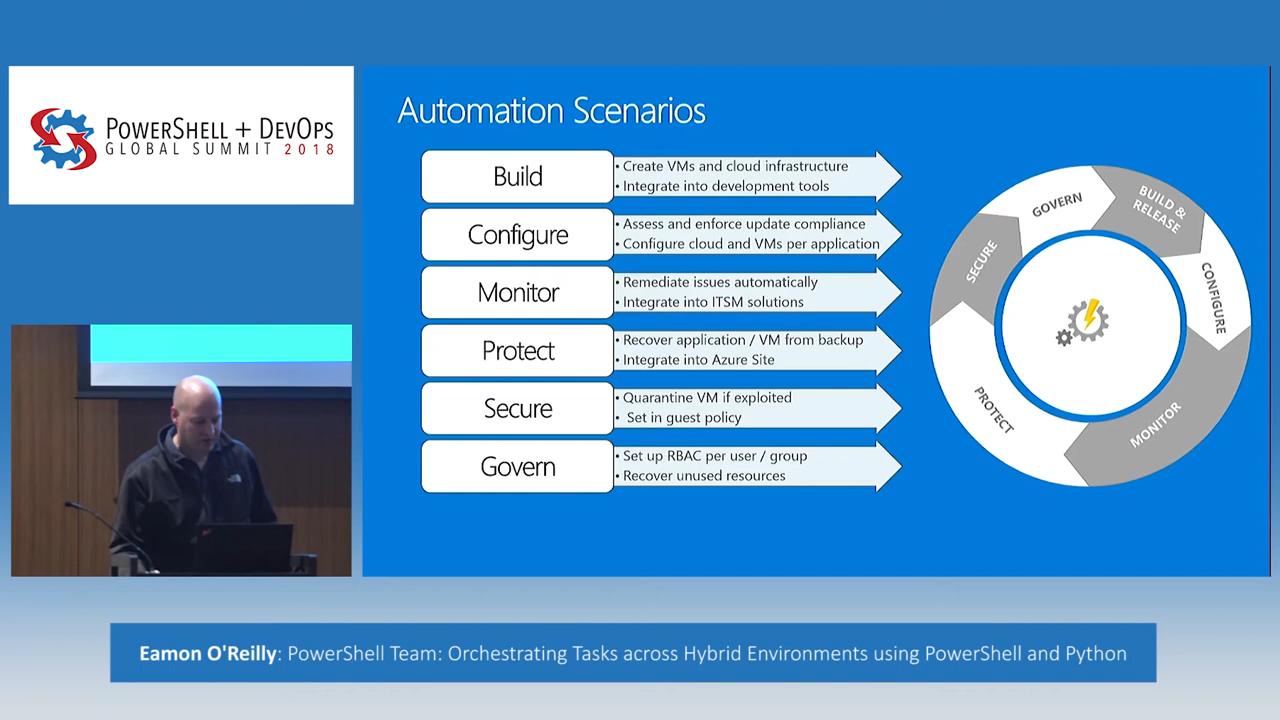 POWERSHELL + DEVOPS
GLOBAL SUMMIT 2018
Automation Scenarios
Build
• Create VMs and cloud infrastructure
• Integrate into development tools
Configure
• Assess and enforce update compliance
• Configure cloud and VMs per application
Monitor
• Remediate issues automatically
• Integrate into ITSM solutions
Protect
• Recover application / VM from backup
• Integrate into Azure Site
Secure
• Quarantine VM if exploited
• Set in guest policy
Govern
• Set up RBAC per user / group
• Recover unused resources
GOVERN
BUILD &
RELEASE
CONFIGURE
MONITOR
PROTECT
SECURE
Eamon O'Reilly: PowerShell Team: Orchestrating Tasks across Hybrid Environments using PowerShell and Python